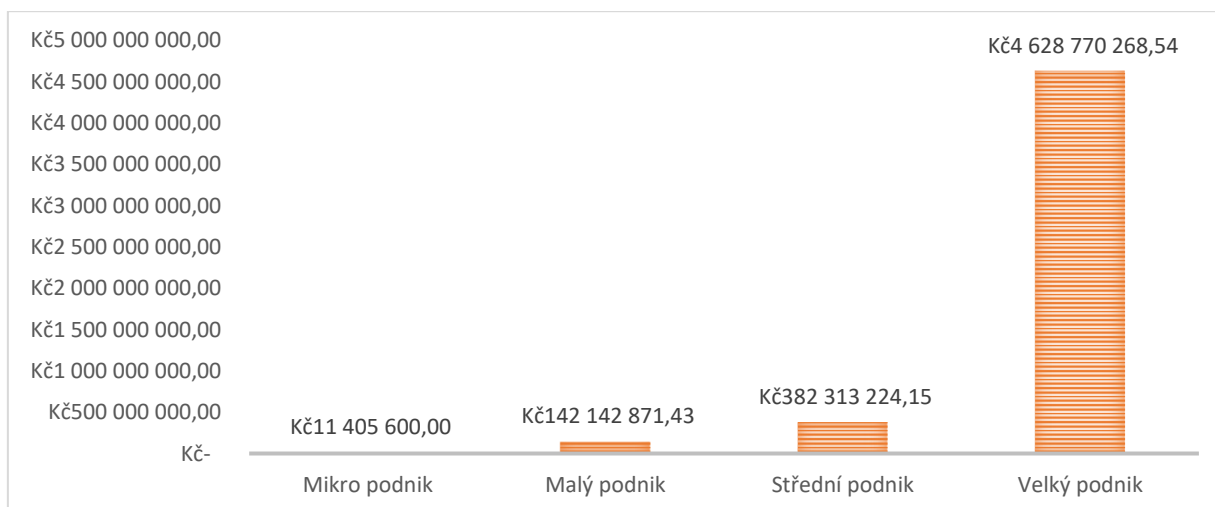 Kč5 000 000 000,00
Kč4 500 000 000,00
Kč4 000 000 000,00
Kč3 500 000 000,00
Kč3 000 000 000,00
Kč2 500 000 000,00
Kč2 000 000 000,00
Kč1 500 000 000,00
Kč1 000 000 000,00
Kč500 000 000,00
Kč-
Kč11 405 600,00
Kč142 142 871,43
Kč382 313 224,15
Kč4 628 770 268,54
Mikro podnik
Malý podnik
Střední podnik
Velký podnik